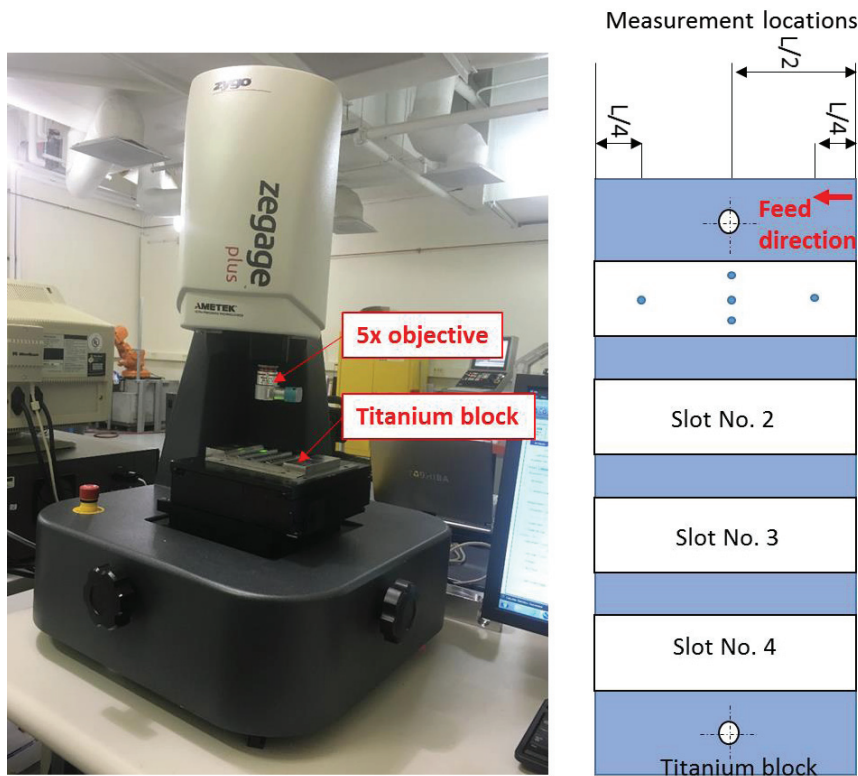 Measurement locations
L/2
L/4
L/4
Feed
direction
Slot No. 2
Slot No. 3
Slot No. 4
Titanium block
zygo
zegage
plus
AMETEK
5x objective
Titanium block
TOSHIBA